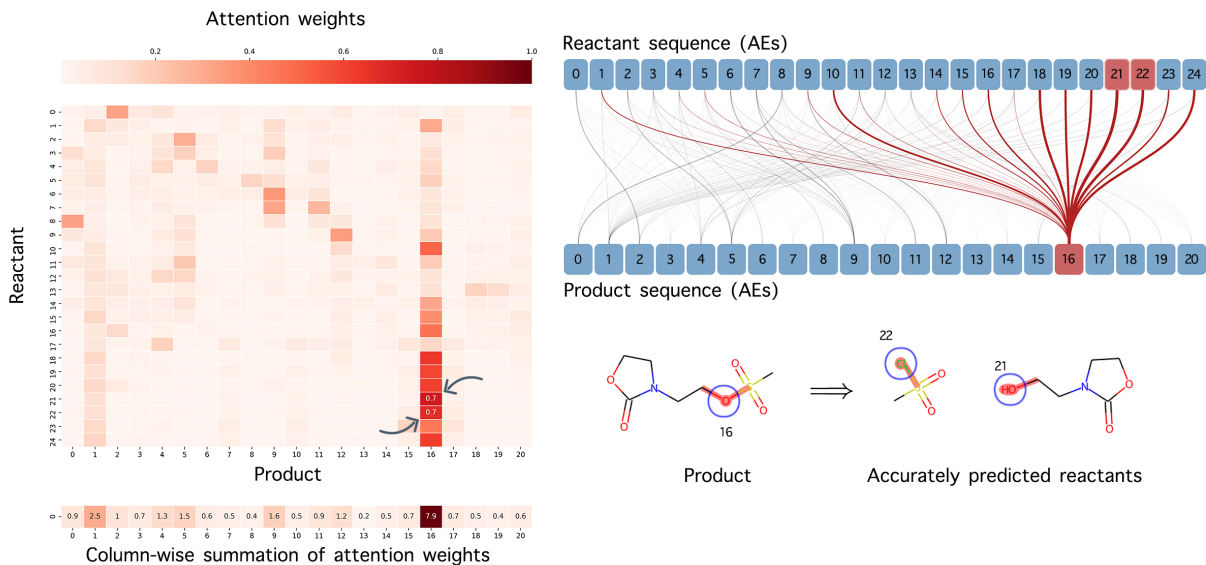 Attention weights
0.2 0.4 0.6 0.8 1.0
Reactant
0
1
2
3
4
5
6
7
8
9
10
11
12
13
14
15
16
17
18
19
20
21 0.7
22 0.7
23
24
0 1 2 3 4 5 6 7 8 9 10 11 12 13 14 15 16 17 18 19 20
Product
0 0.9 2.5 1 0.7 1.3 1.5 0.6 0.5 0.4 1.6 0.5 0.9 1.2 0.2 0.5 0.7 7.9 0.7 0.5 0.4 0.6
0 1 2 3 4 5 6 7 8 9 10 11 12 13 14 15 16 17 18 19 20
Column-wise summation of attention weights
Reactant sequence (AEs)
0 1 2 3 4 5 6 7 8 9 10 11 12 13 14 15 16 17 18 19 20 21 22 23 24
0 1 2 3 4 5 6 7 8 9 10 11 12 13 14 15 16 17 18 19 20
Product sequence (AEs)
O N O O S O O
16
22
Cl S O O
21
HO N O O
Product
Accurately predicted reactants